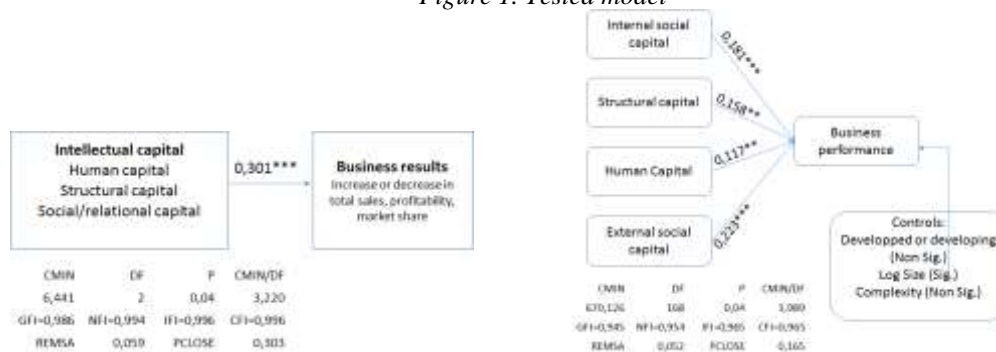 Figure 1. Tested model
Intellectual capital
Human capital
Structural capital
Social/relational capital
0,301***
Business results
Increase or decrease in
total sales, profitability,
market share
CMIN DF P CMIN/DF
6,441 2 0,04 3,220
GFI=0,986 NFI=0,994 IFI=0,996 CFI=0,996
REMSA 0,059 PCLOSE 0,303
Internal social
capital
0,181***
Structural capital
0,158**
Human Capital
0,117**
External social
capital
0,223***
Business
performance
Controls:
Developped or developing
(Non Sig.)
Log Size (Sig.)
Complexity (Non Sig.)
CMIN DF P CMIN/DF
670,126 168 0,04
GFI=0,945 NFI=0,954 IFI=0,965 CFI=0,965
REMSA 0,052 PCLOSE 0,165